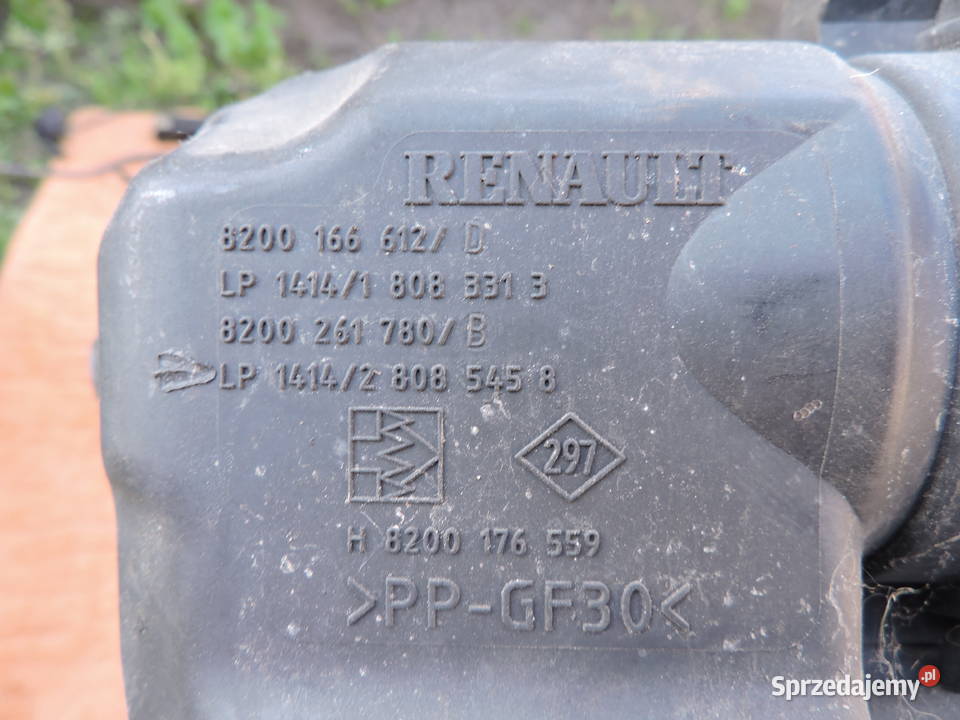 RENAULT
8200 166 612/ D
LP 1414/1 808 331 3
8200 261 780/ B
LP 1414/2 808 545 8
297
H 8200 176 559
>PP-GF30<
Sprzedajemy.pl